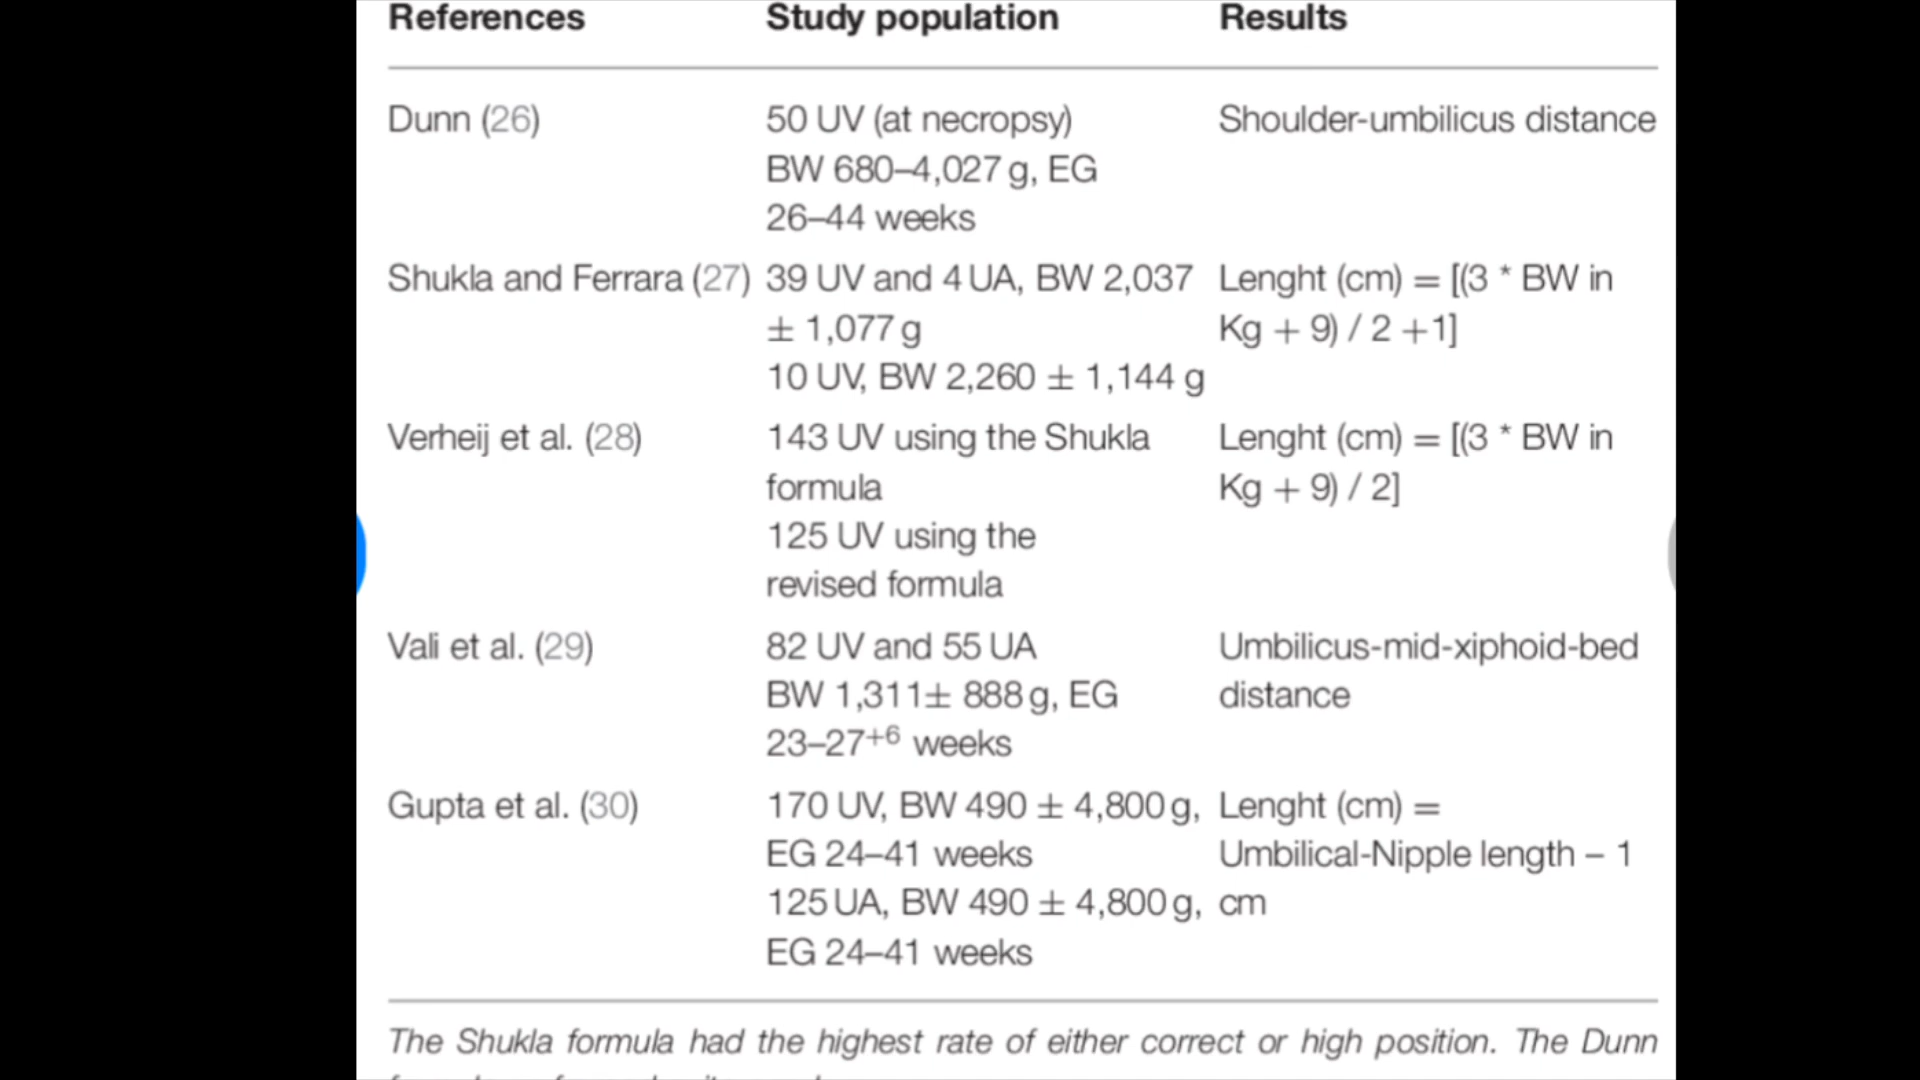 References Study population Results
Dunn (26) 50 UV (at necropsy) Shoulder-umbilicus distance
BW 680–4,027 g, EG
26–44 weeks
Shukla and Ferrara (27) 39 UV and 4 UA, BW 2,037 Lenght (cm) = [(3 * BW in
± 1,077 g Kg + 9) / 2 +1]
10 UV, BW 2,260 ± 1,144 g
Verheij et al. (28) 143 UV using the Shukla Lenght (cm) = [(3 * BW in
formula Kg + 9) / 2]
125 UV using the
revised formula
Vali et al. (29) 82 UV and 55 UA Umbilicus-mid-xiphoid-bed
BW 1,311± 888 g, EG distance
23–27+6 weeks
Gupta et al. (30) 170 UV, BW 490 ± 4,800 g, Lenght (cm) =
EG 24–41 weeks Umbilical-Nipple length – 1
125 UA, BW 490 ± 4,800 g, cm
EG 24–41 weeks
The Shukla formula had the highest rate of either correct or high position. The Dunn